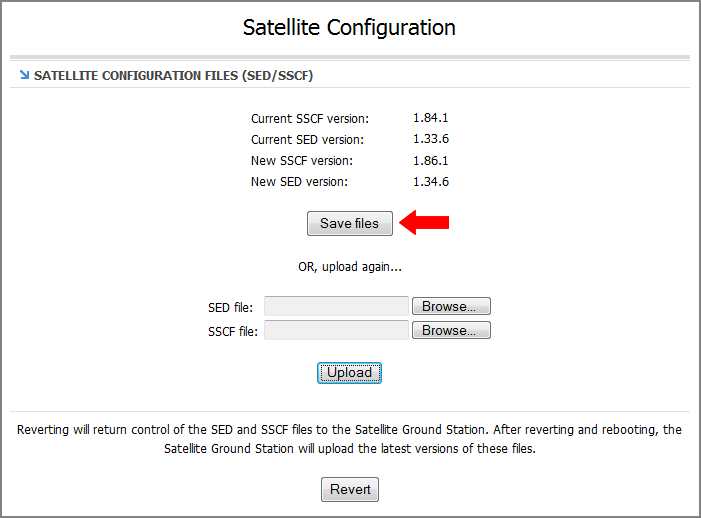 Satellite Configuration
SATELLITE CONFIGURATION FILES (SED/SSCF)
Current SSCF version: 1.84.1
Current SED version: 1.33.6
New SSCF version: 1.86.1
New SED version: 1.34.6
Save files
OR, upload again...
SED file: Browse...
SSCF file: Browse...
Upload
Reverting will return control of the SED and SSCF files to the Satellite Ground Station. After reverting and rebooting, the
Satellite Ground Station will upload the latest versions of these files.
Revert